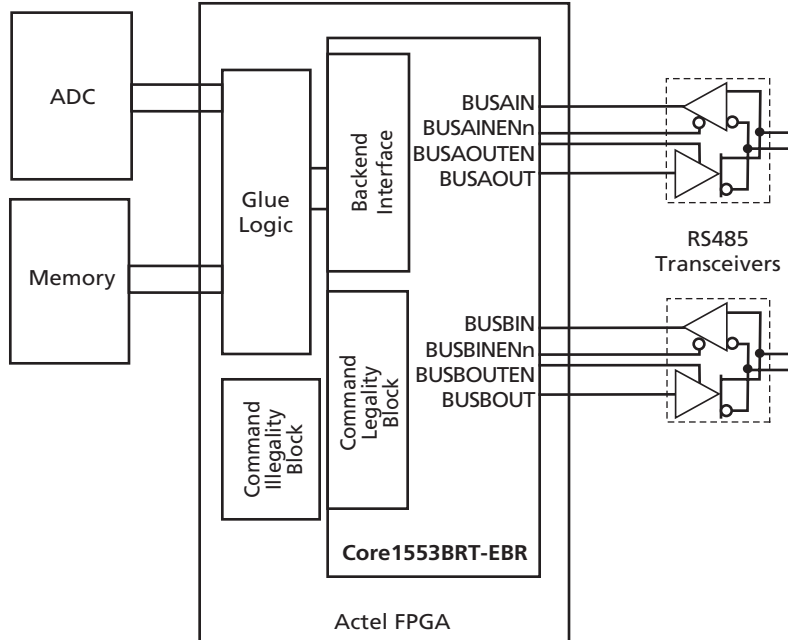 ADC
Memory
Glue
Logic
Backend
Interface
Command
Legality
Block
Command
Illegality
Block
BUSAIN
BUSAINENn
BUSAOUTEN
BUSAOUT
BUSBIN
BUSBINENn
BUSBOUTEN
BUSBOUT
RS485
Transceivers
Core1553BRT-EBR
Actel FPGA